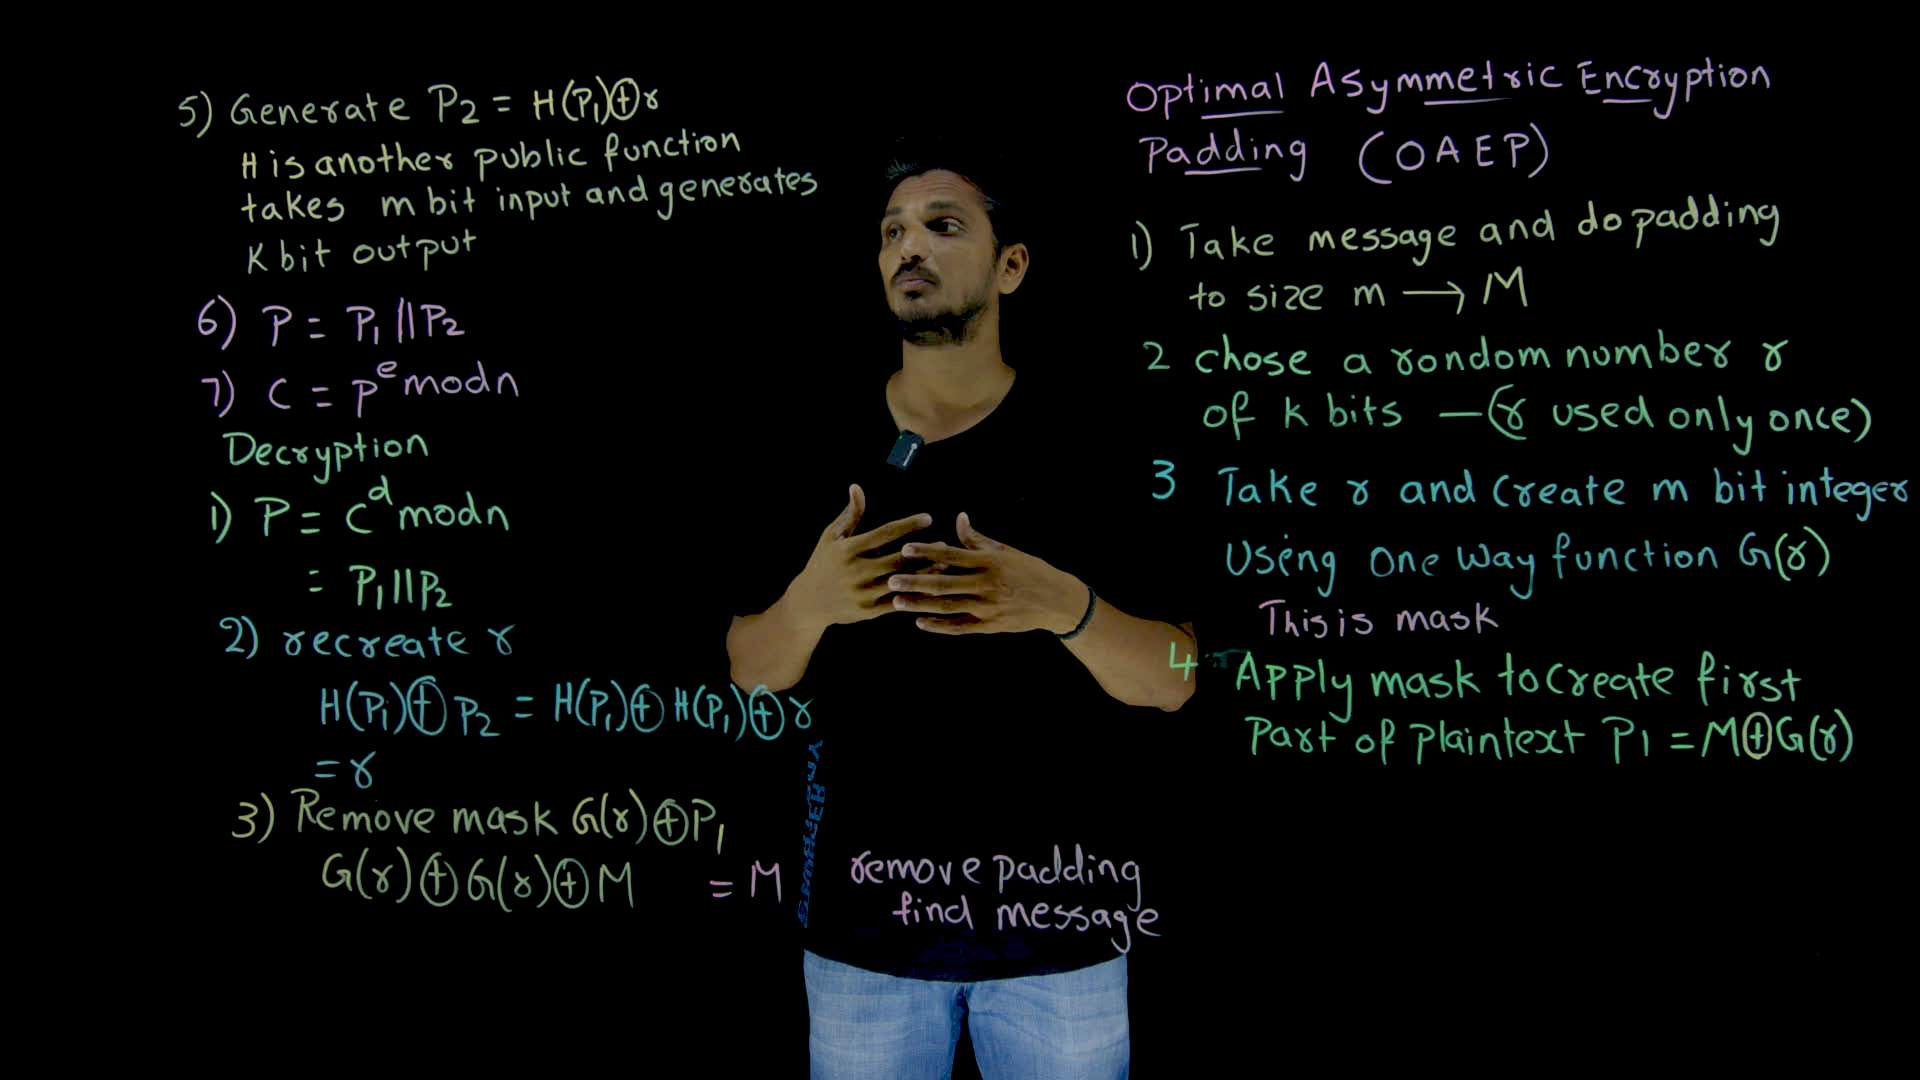 Optimal Asymmetric Encryption
Padding (OAEP)
1) Take message and do padding
to size m → M
2 chose a rondom number r
of k bits — (r used only once)
3 Take r and Create m bit integer
Using One Way function G(r)
This is mask
4 Apply mask to create first
Part of plaintext P1 = M⊕G(r)
5) Generate P2 = H(P1)⊕r
H is another public function
takes m bit input and generates
K bit output
6) P = P1 || P2
7) C = P^e mod n
Decryption
1) P = C^d mod n
= P1 || P2
2) recreate r
H(P1)⊕P2 = H(P1)⊕H(P1)⊕r
= r
3) Remove mask G(r)⊕P1
G(r)⊕G(r)⊕M = M
remove padding
find message